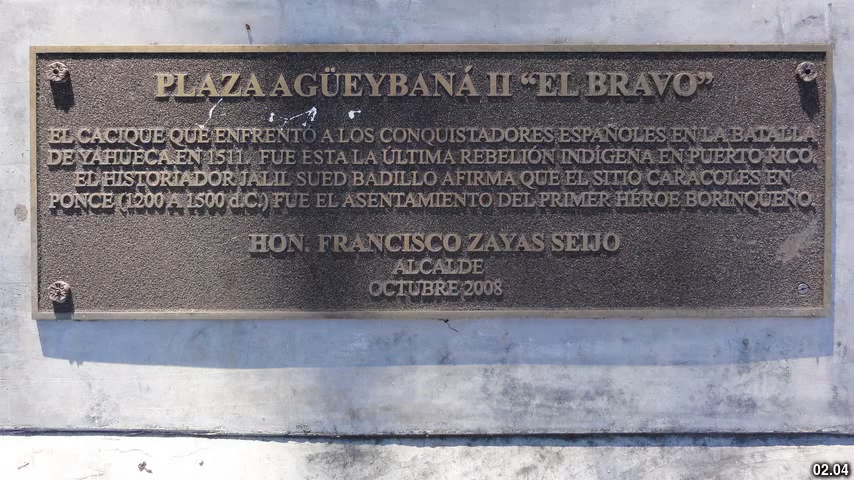 PLAZA AGÜEYBANÁ II “EL BRAVO”
EL CACIQUE QUE ENFRENTÓ A LOS CONQUISTADORES ESPAÑOLES EN LA BATALLA
DE YAHUECA EN 1511. FUE ESTA LA ÚLTIMA REBELIÓN INDÍGENA EN PUERTO RICO.
EL HISTORIADOR JALIL SUED BADILLO AFIRMA QUE EL SITIO CARACOLES EN
PONCE (1200 A 1500 d.C.) FUE EL ASENTAMIENTO DEL PRIMER HÉROE BORINQUEÑO.
HON. FRANCISCO ZAYAS SEIJO
ALCALDE
OCTUBRE 2008
02.04